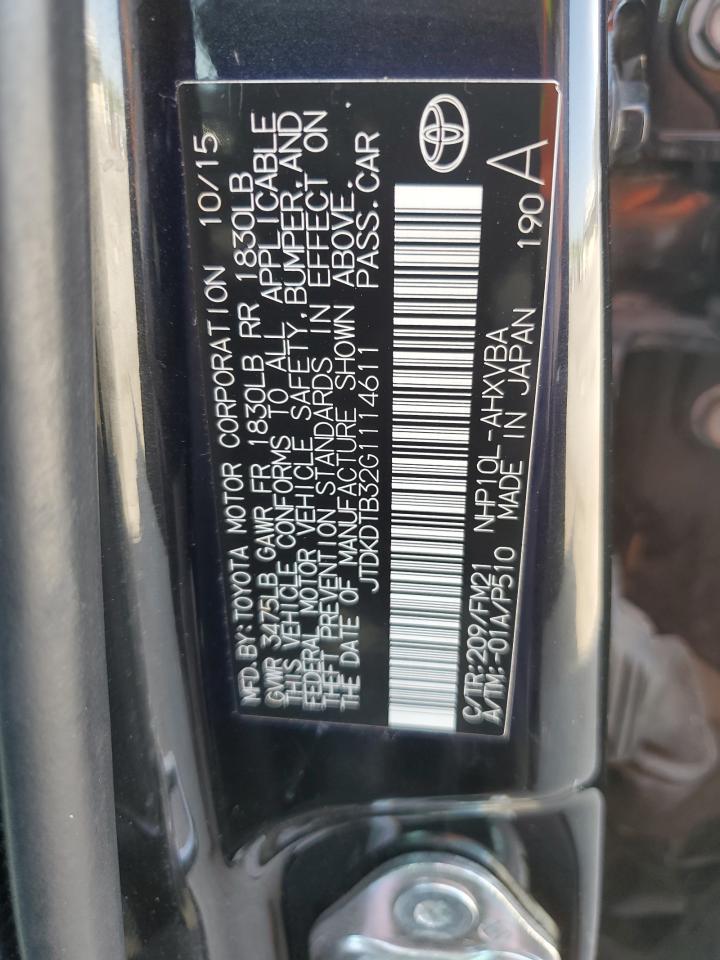 MFD. BY: TOYOTA MOTOR CORPORATION 10/15
GVWR 3475LB GAWR FR 1830LB RR 1830LB
THIS VEHICLE CONFORMS TO ALL APPLICABLE
FEDERAL MOTOR VEHICLE SAFETY, BUMPER, AND
THEFT PREVENTION STANDARDS IN EFFECT ON
THE DATE OF MANUFACTURE SHOWN ABOVE.
JTDKDTB32G1114611 PASS. CAR
C/TR: 209/FM21 NHP10L-AHXVBA 190 A
A/TM: -01A/P510 MADE IN JAPAN